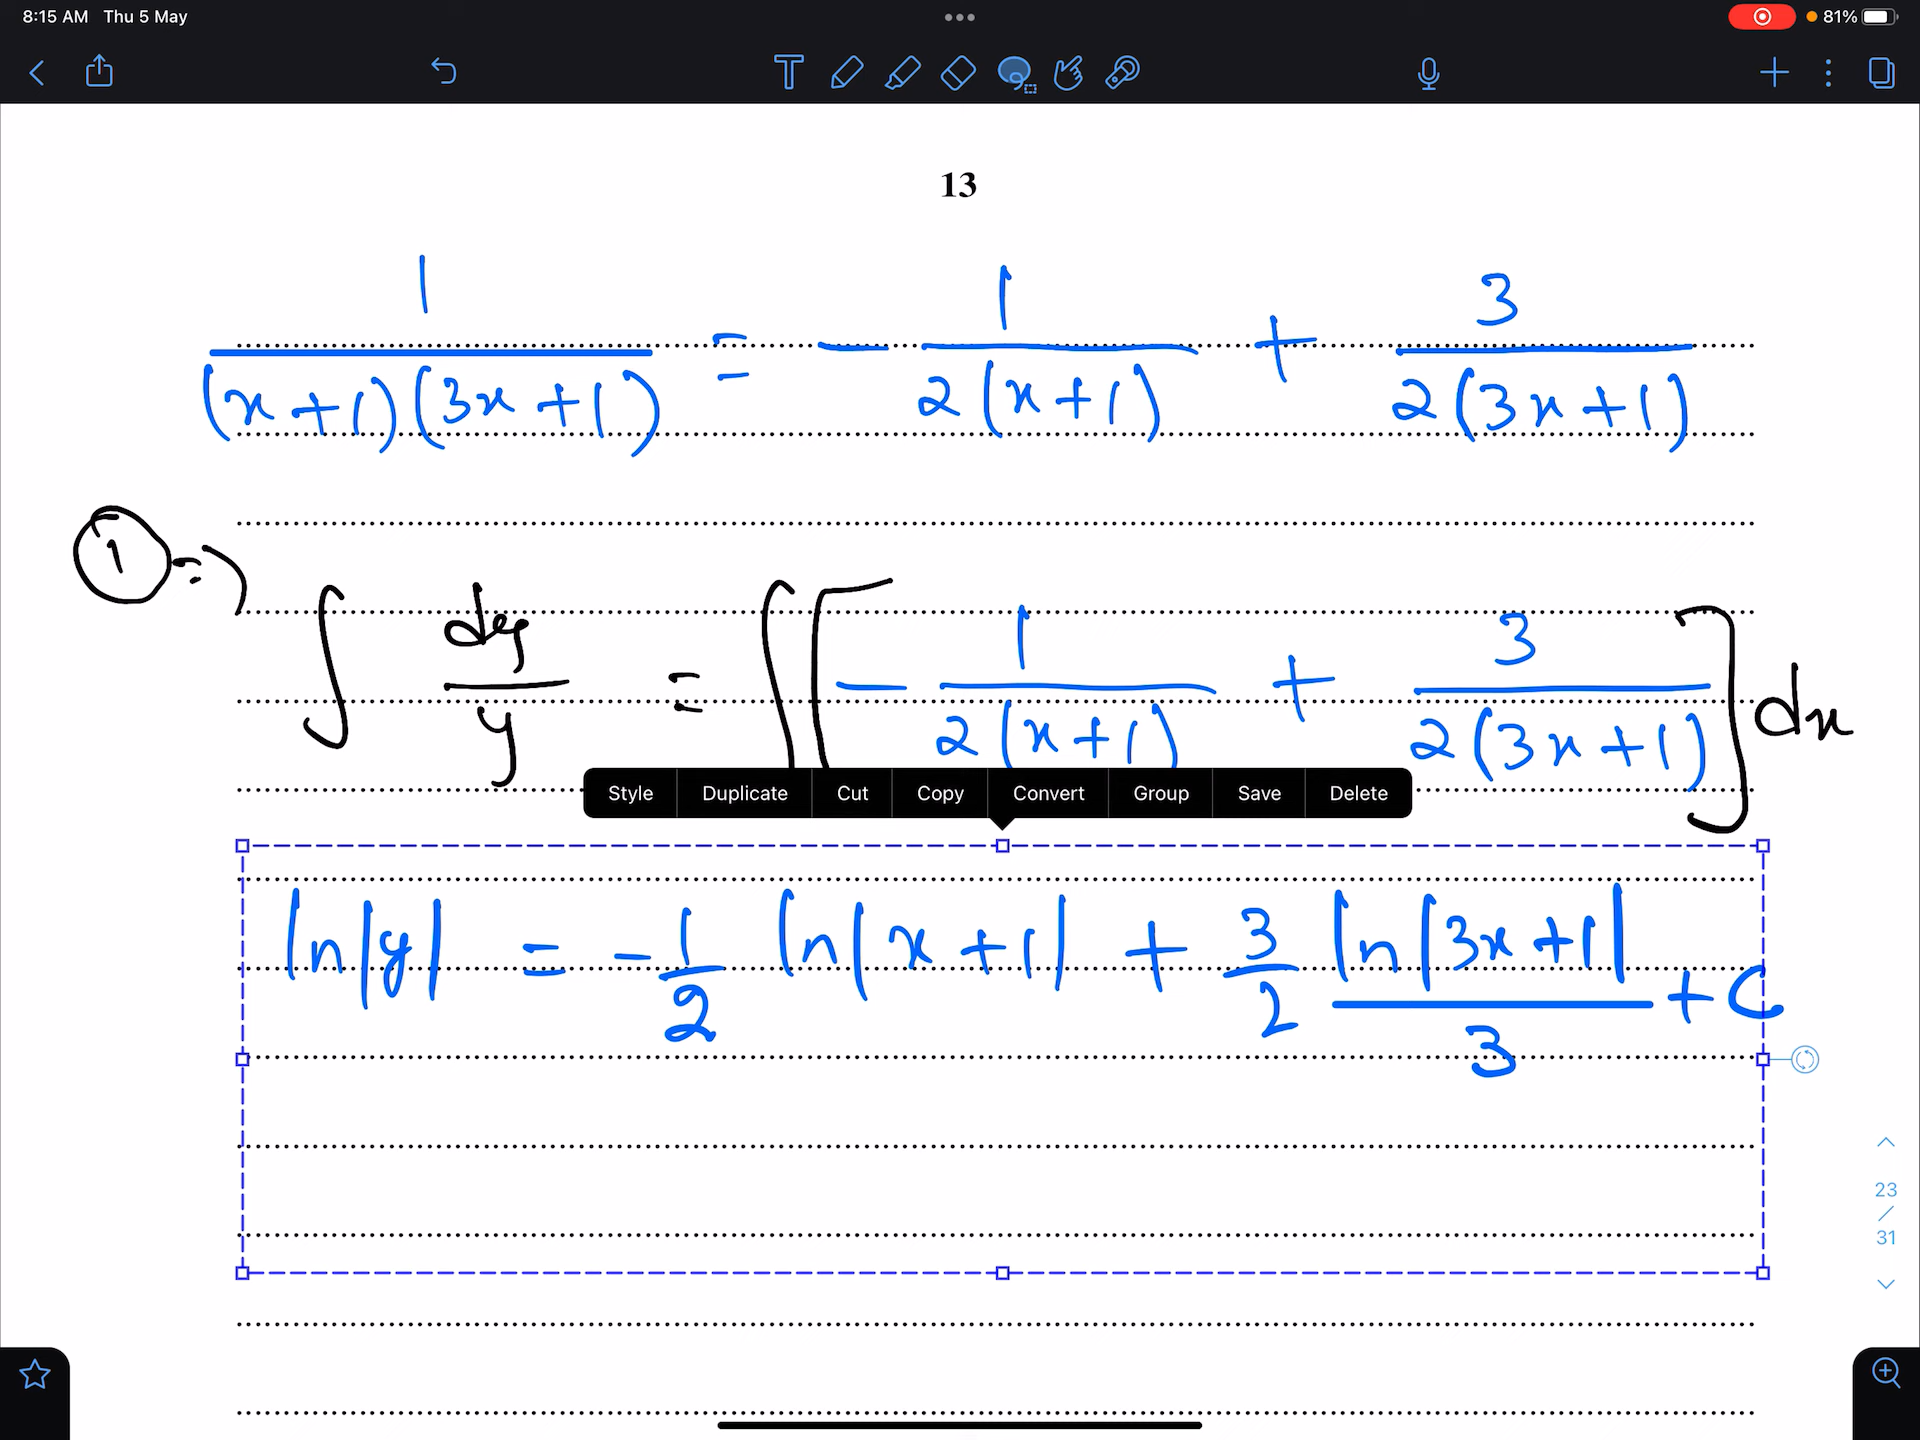 8:15 AM Thu 5 May
81%
T
13
1/((x+1)(3x+1)) = - 1/(2(x+1)) + 3/(2(3x+1))
① => ∫ dy/y = ∫ [ - 1/(2(x+1)) + 3/(2(3x+1)) ] dx
Style Duplicate Cut Copy Convert Group Save Delete
ln|y| = -1/2 ln|x+1| + 3/2 ln|3x+1|/3 + C
23
/
31